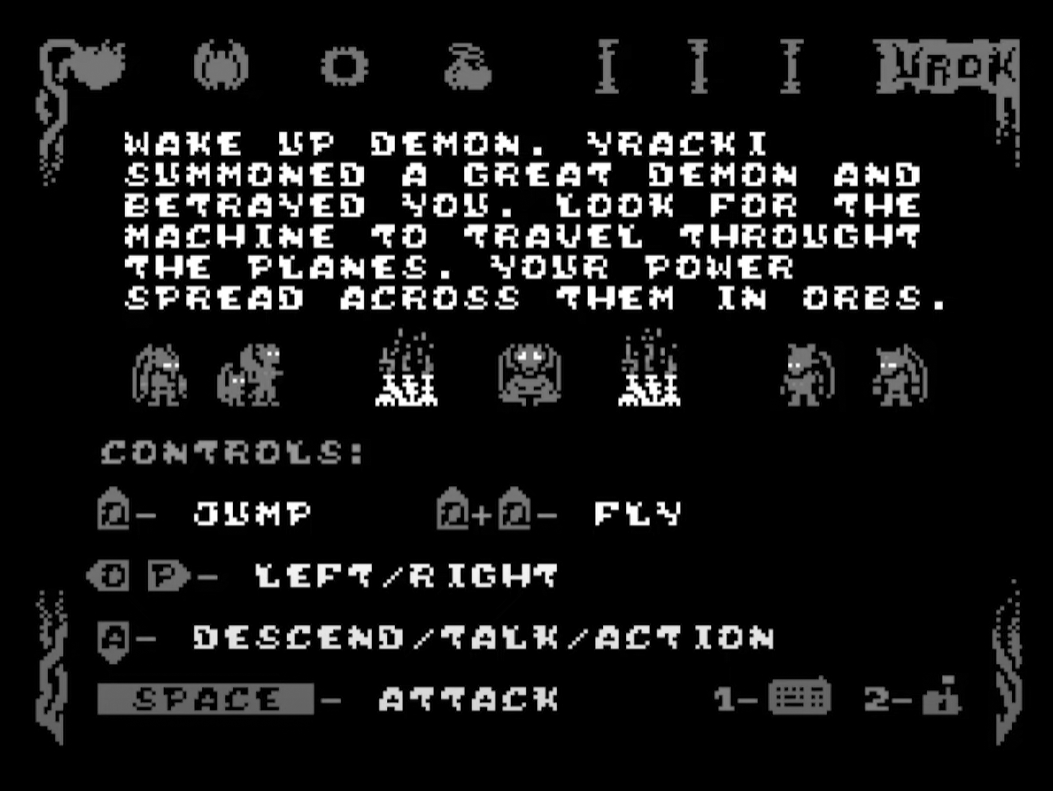 UROK
WAKE UP DEMON. YRACKI
SUMMONED A GREAT DEMON AND
BETRAYED YOU. LOOK FOR THE
MACHINE TO TRAVEL THROUGHT
THE PLANES. YOUR POWER
SPREAD ACROSS THEM IN ORBS.
CONTROLS:
Q- JUMP Q+Q- FLY
O P- LEFT/RIGHT
A- DESCEND/TALK/ACTION
SPACE - ATTACK 1- 2-